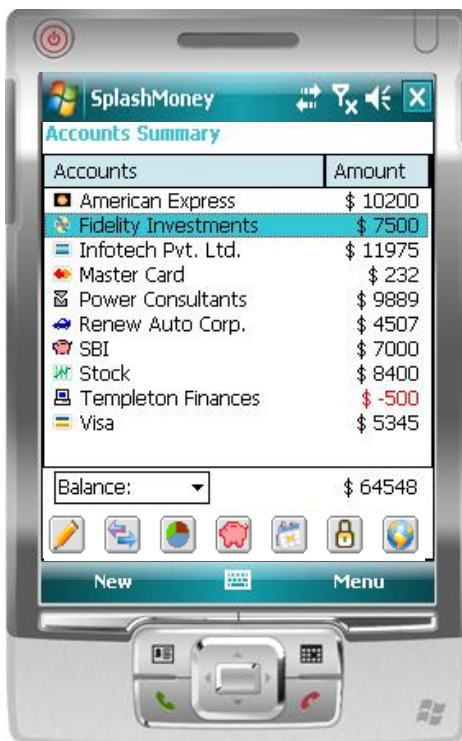 SplashMoney
Accounts Summary
Accounts Amount
American Express $ 10200
Fidelity Investments $ 7500
Infotech Pvt. Ltd. $ 11975
Master Card $ 232
Power Consultants $ 9889
Renew Auto Corp. $ 4507
SBI $ 7000
Stock $ 8400
Templeton Finances $ -500
Visa $ 5345
Balance: $ 64548
New Menu